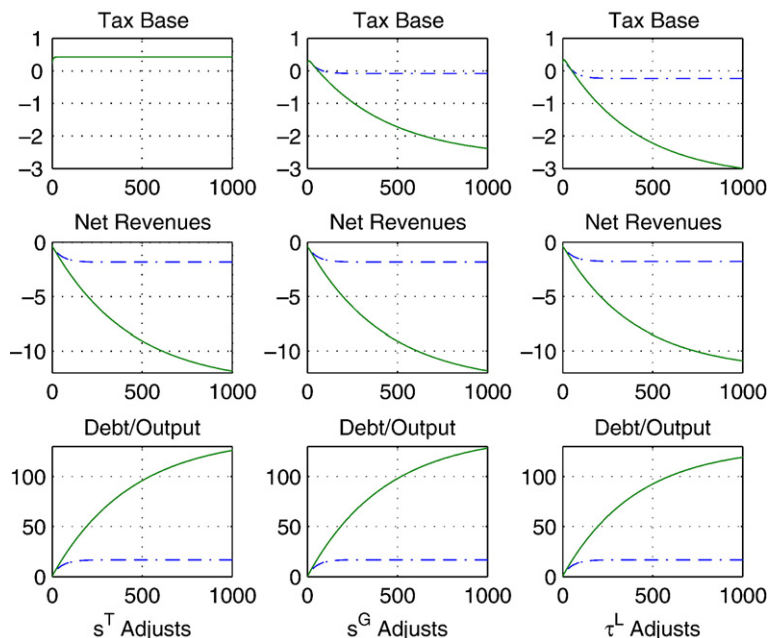 Tax Base Tax Base Tax Base
1 1 1
0 0 0
−1 −1 −1
−2 −2 −2
−3 −3 −3
0 500 1000 0 500 1000 0 500 1000
Net Revenues Net Revenues Net Revenues
0 0 0
−5 −5 −5
−10 −10 −10
0 500 1000 0 500 1000 0 500 1000
Debt/Output Debt/Output Debt/Output
100 100 100
50 50 50
0 0 0
0 500 1000 0 500 1000 0 500 1000
s^T Adjusts s^G Adjusts τ^L Adjusts